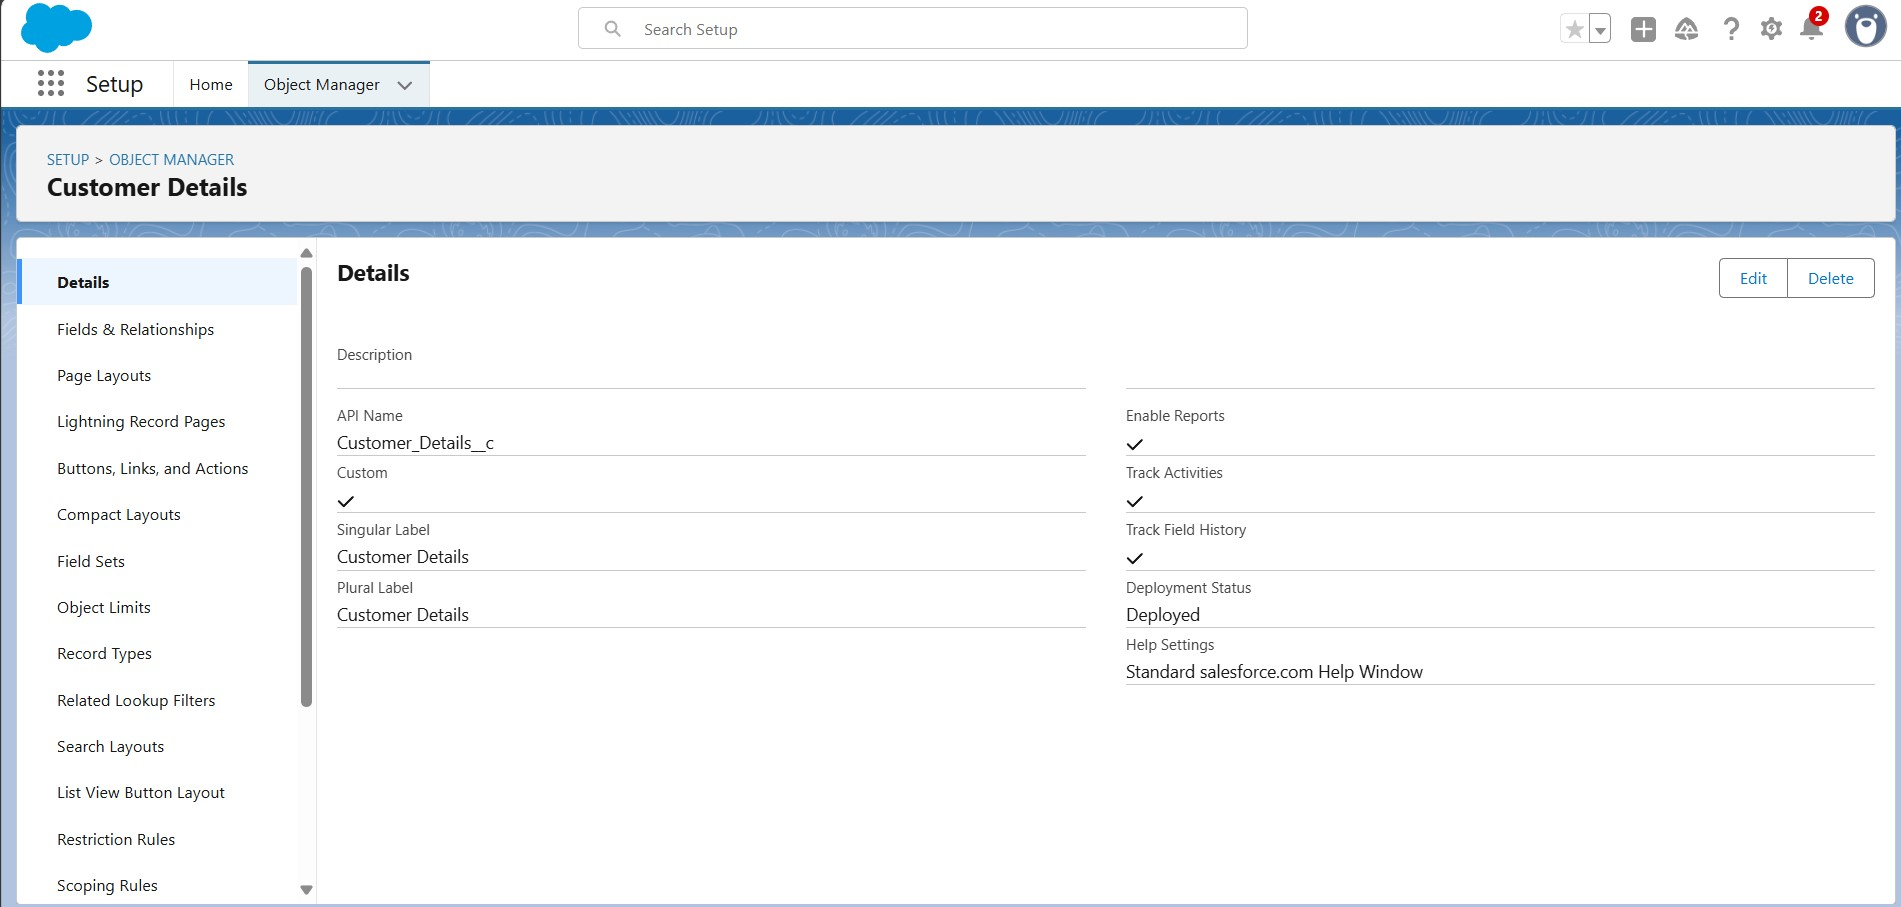 Search Setup
2
Setup
Home
Object Manager
SETUP > OBJECT MANAGER
Customer Details
Details
Fields & Relationships
Page Layouts
Lightning Record Pages
Buttons, Links, and Actions
Compact Layouts
Field Sets
Object Limits
Record Types
Related Lookup Filters
Search Layouts
List View Button Layout
Restriction Rules
Scoping Rules
Details
Edit
Delete
Description
API Name
Customer_Details__c
Custom
Singular Label
Customer Details
Plural Label
Customer Details
Enable Reports
Track Activities
Track Field History
Deployment Status
Deployed
Help Settings
Standard salesforce.com Help Window